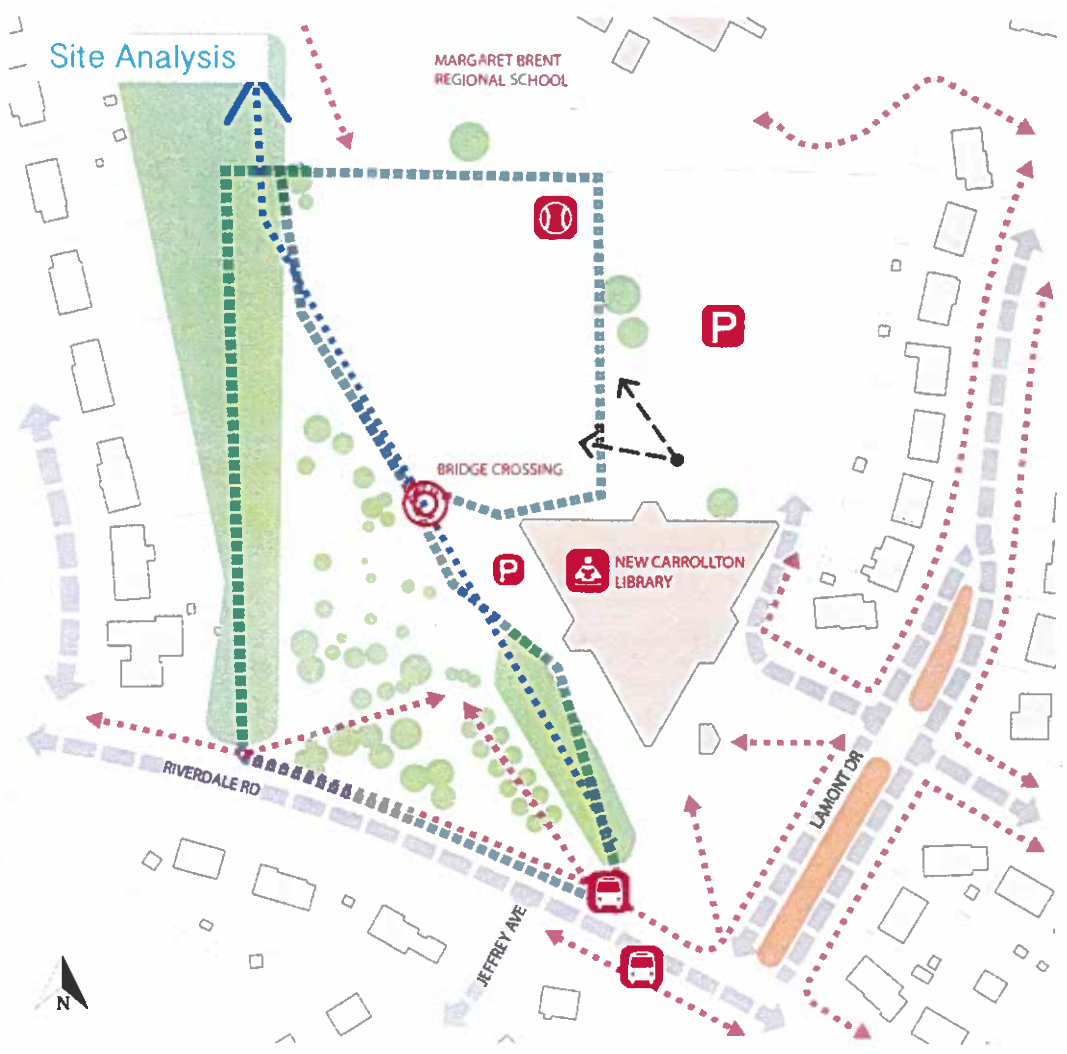 Site Analysis
MARGARET BRENT
REGIONAL SCHOOL
P
BRIDGE CROSSING
P
NEW CARROLLTON
LIBRARY
RIVERDALE RD
LAMONT DR
JEFFREY AVE
N